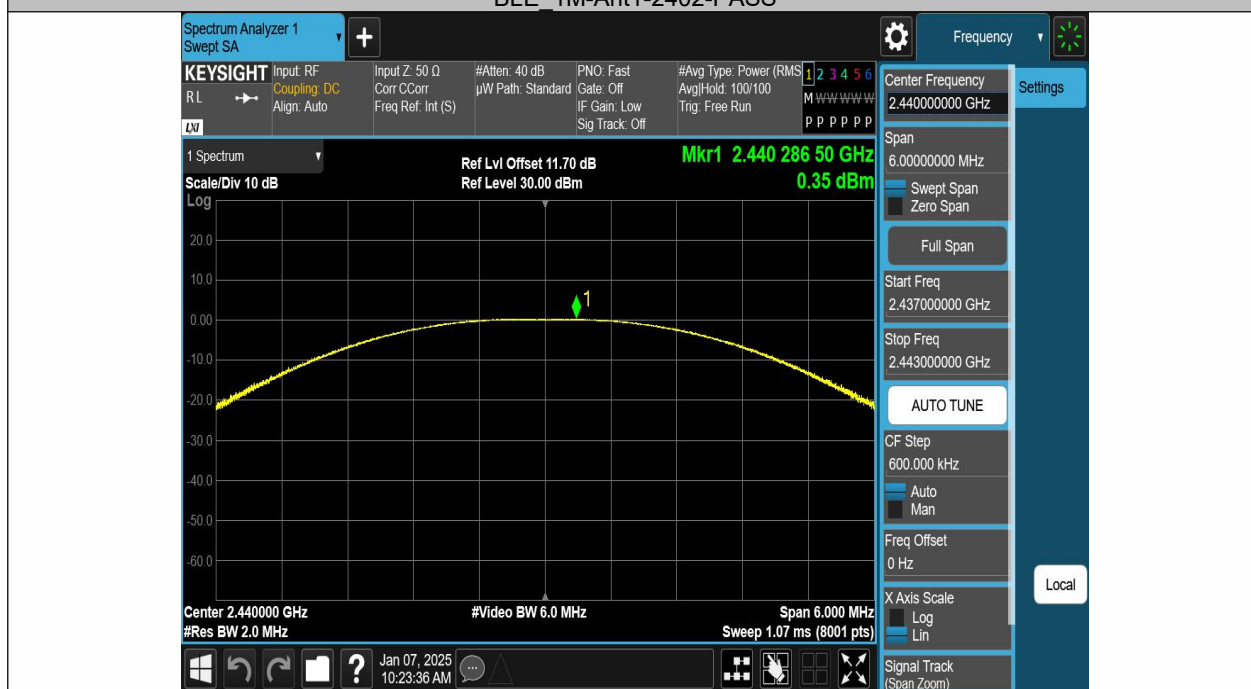 BLE_1M-Ant1-2402-PASS
Spectrum Analyzer 1
Swept SA
+
Frequency
KEYSIGHT
RL
LXI
Input: RF
Coupling: DC
Align: Auto
Input Z: 50 Ω
Corr CCorr
Freq Ref: Int (S)
#Atten: 40 dB
µW Path: Standard
PNO: Fast
Gate: Off
IF Gain: Low
Sig Track: Off
#Avg Type: Power (RMS
Avg|Hold: 100/100
Trig: Free Run
1 2 3 4 5 6
M W W W W W
P P P P P P
1 Spectrum
Scale/Div 10 dB
Log
Ref Lvl Offset 11.70 dB
Ref Level 30.00 dBm
Mkr1 2.440 286 50 GHz
0.35 dBm
20.0
10.0
0.00
-10.0
-20.0
-30.0
-40.0
-50.0
-60.0
1
Center 2.440000 GHz
#Res BW 2.0 MHz
#Video BW 6.0 MHz
Span 6.000 MHz
Sweep 1.07 ms (8001 pts)
?
Jan 07, 2025
10:23:36 AM
Center Frequency
2.440000000 GHz
Span
6.00000000 MHz
Swept Span
Zero Span
Full Span
Start Freq
2.437000000 GHz
Stop Freq
2.443000000 GHz
AUTO TUNE
CF Step
600.000 kHz
Auto
Man
Freq Offset
0 Hz
X Axis Scale
Log
Lin
Signal Track
(Span Zoom)
Settings
Local